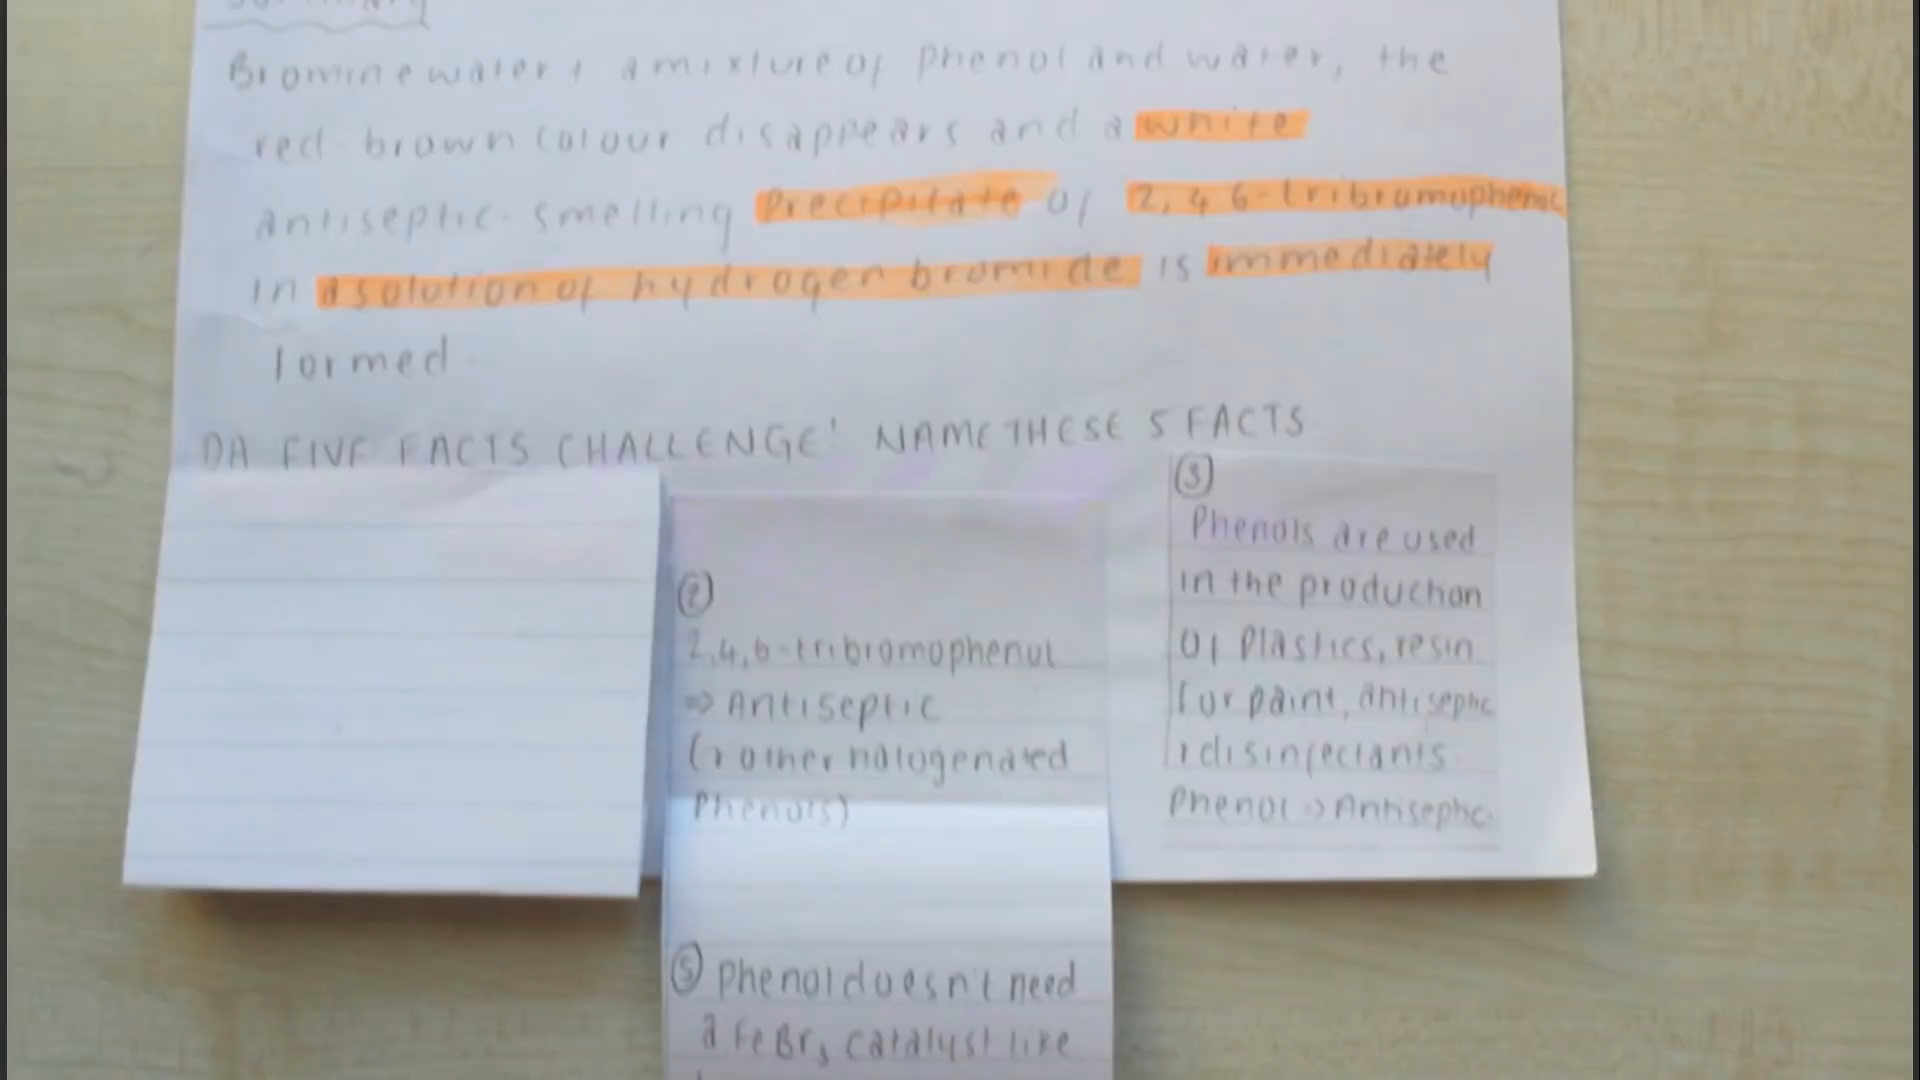 Summary
Bromine water + a mixture of phenol and water, the
red brown colour disappears and a white
antiseptic smelling precipitate of 2,4 6-tribromophenol
in a solution of hydrogen bromide is immediately
formed
DA FIVE FACTS CHALLENGE! NAME THESE 5 FACTS
②
2,4,6-tribromophenol
=> Antiseptic
(+ other halogenated
Phenols)
⑤ phenol doesn't need
a FeBr₃ catalyst like
③
Phenols are used
in the production
of plastics, resin
for paint, antiseptic
+ disinfectants.
Phenol => Antiseptic.